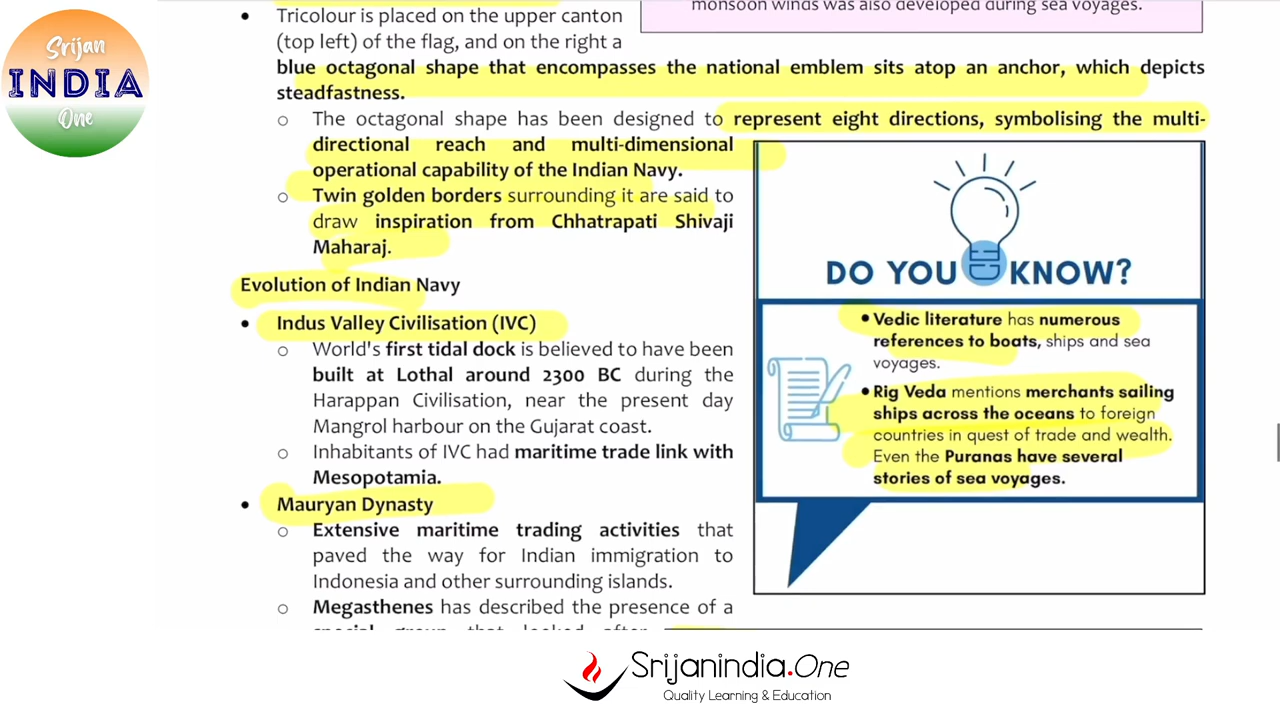 Srijan
INDIA
One
monsoon winds was also developed during sea voyages.
• Tricolour is placed on the upper canton
(top left) of the flag, and on the right a
blue octagonal shape that encompasses the national emblem sits atop an anchor, which depicts
steadfastness.
o The octagonal shape has been designed to represent eight directions, symbolising the multi-
directional reach and multi-dimensional
operational capability of the Indian Navy.
o Twin golden borders surrounding it are said to
draw inspiration from Chhatrapati Shivaji
Maharaj.
Evolution of Indian Navy
• Indus Valley Civilisation (IVC)
o World's first tidal dock is believed to have been
built at Lothal around 2300 BC during the
Harappan Civilisation, near the present day
Mangrol harbour on the Gujarat coast.
o Inhabitants of IVC had maritime trade link with
Mesopotamia.
• Mauryan Dynasty
o Extensive maritime trading activities that
paved the way for Indian immigration to
Indonesia and other surrounding islands.
o Megasthenes has described the presence of a
special group that looked after
DO YOU KNOW?
• Vedic literature has numerous
references to boats, ships and sea
voyages.
• Rig Veda mentions merchants sailing
ships across the oceans to foreign
countries in quest of trade and wealth.
Even the Puranas have several
stories of sea voyages.
Srijanindia.One
Quality Learning & Education